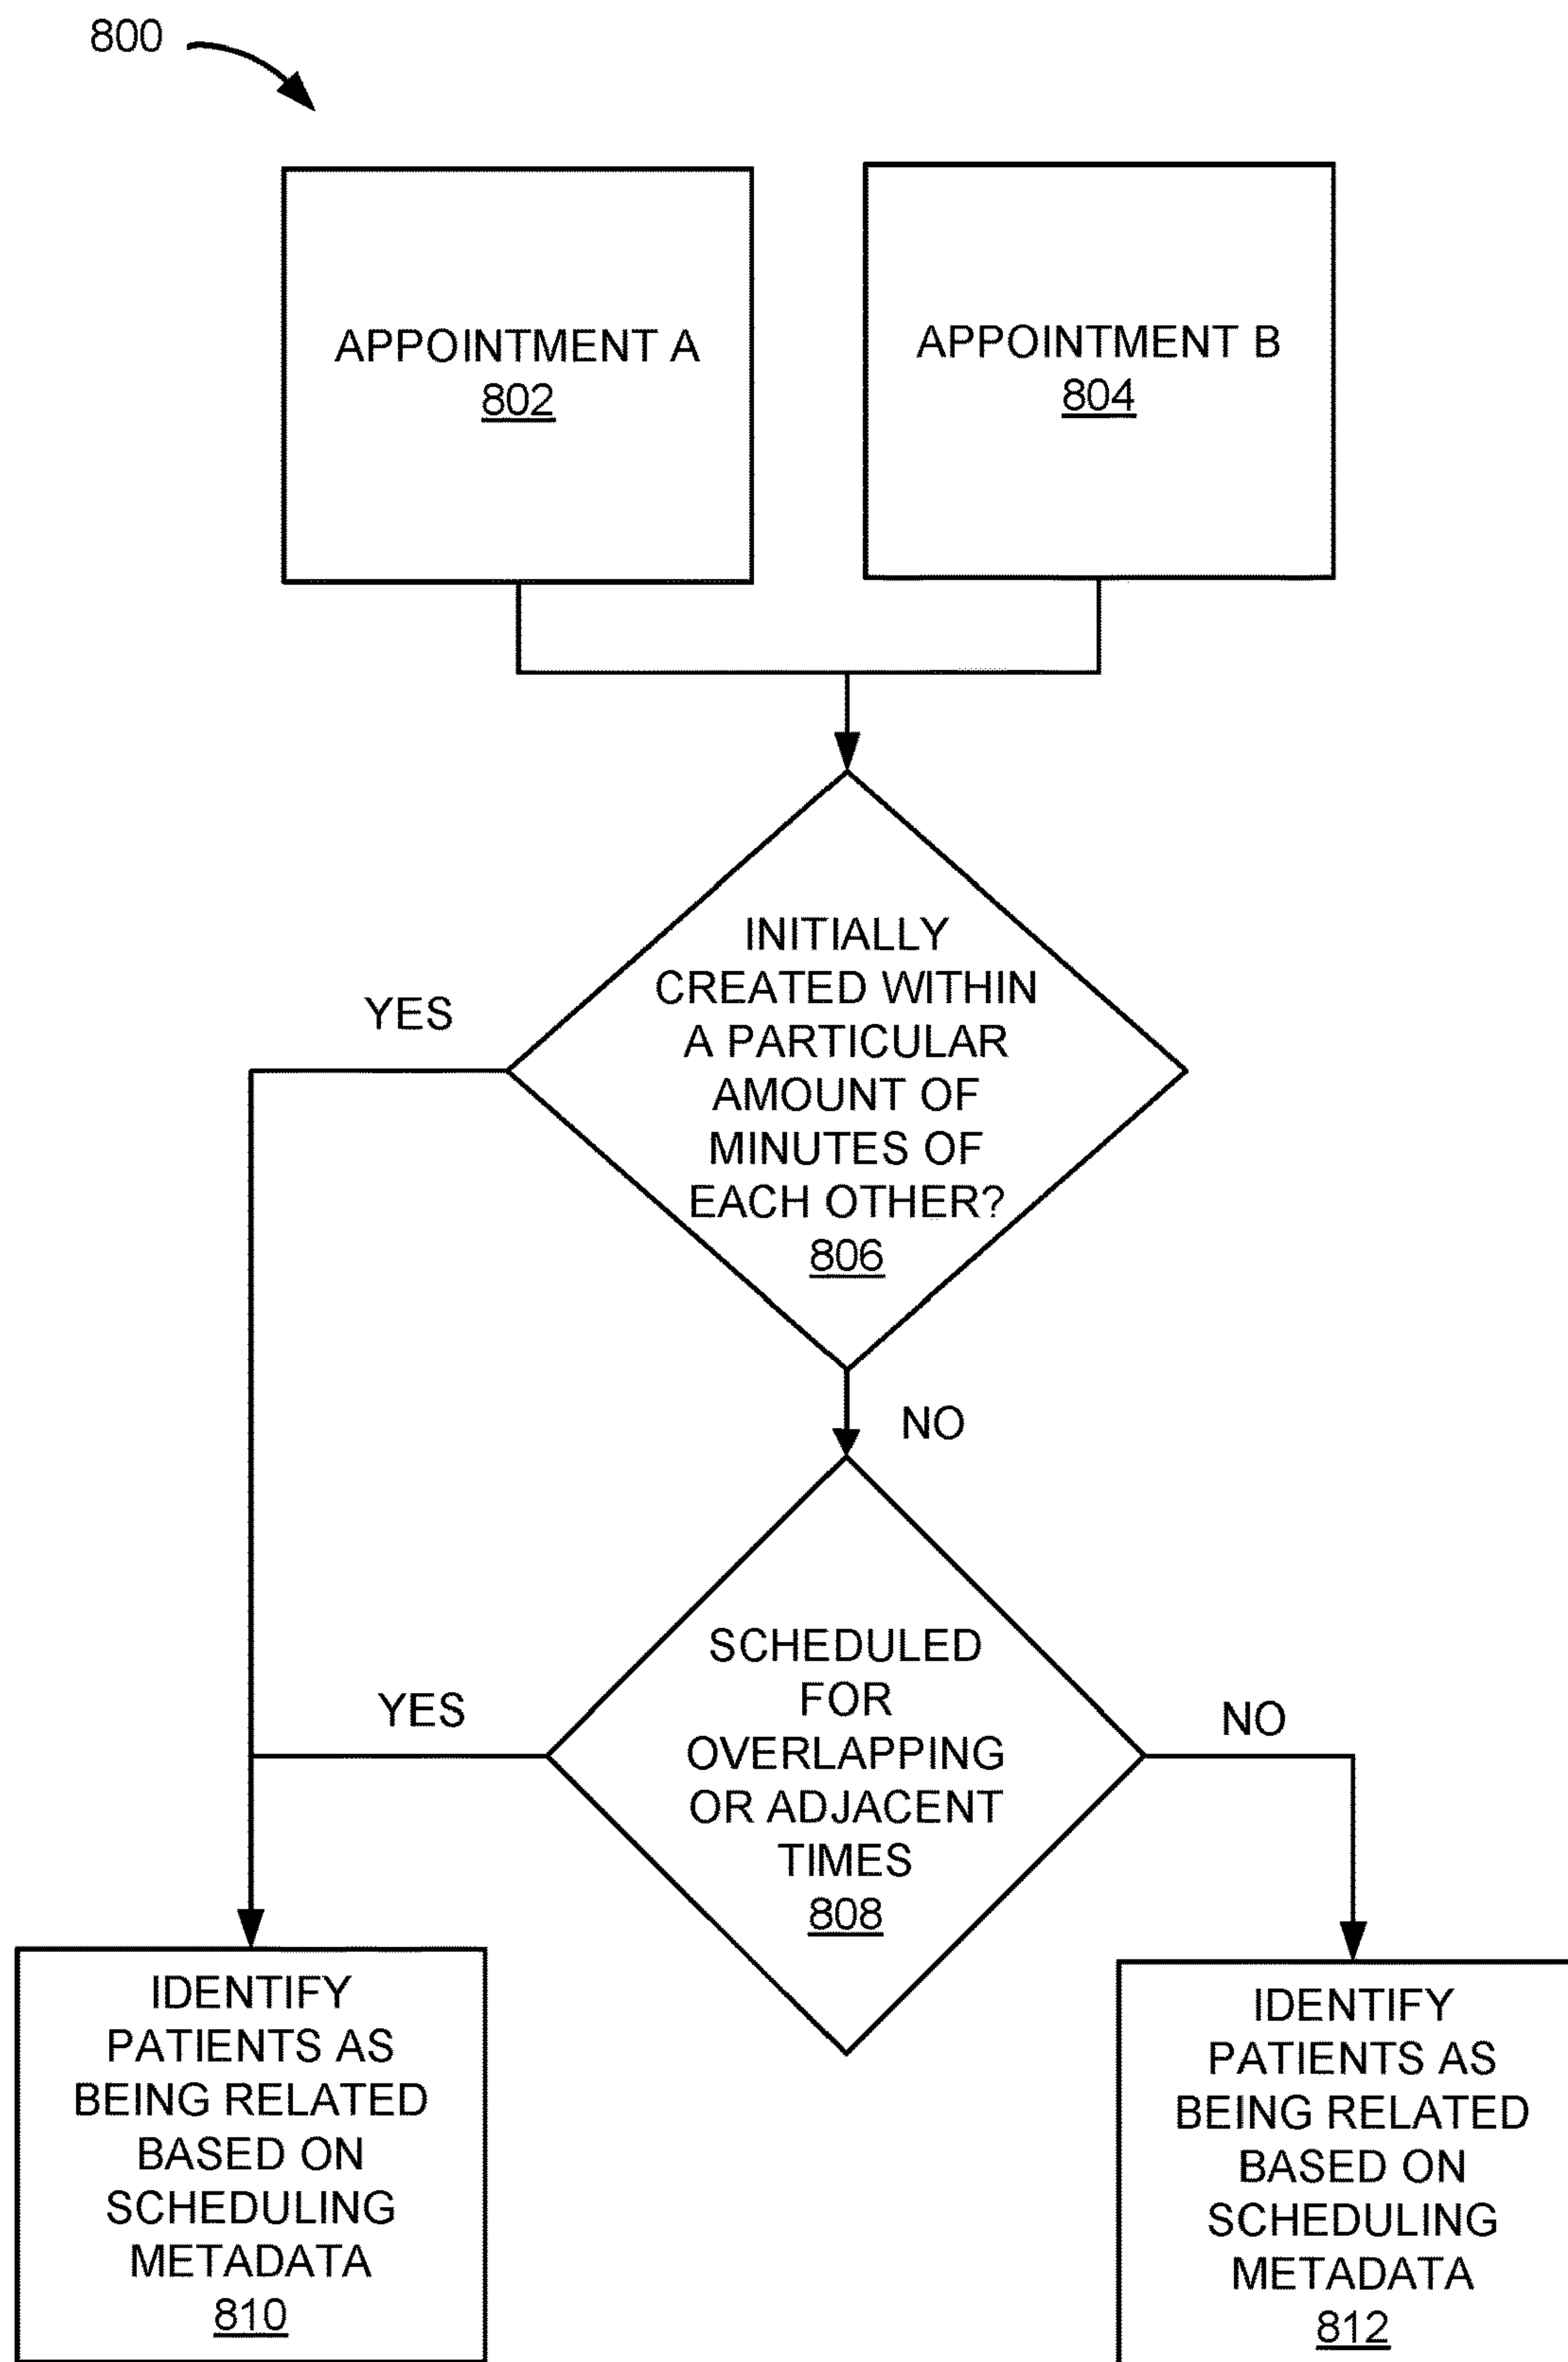 800
APPOINTMENT A
802
APPOINTMENT B
804
INITIALLY
CREATED WITHIN
A PARTICULAR
AMOUNT OF
MINUTES OF
EACH OTHER?
806
YES
NO
SCHEDULED
FOR
OVERLAPPING
OR ADJACENT
TIMES
808
YES
NO
IDENTIFY
PATIENTS AS
BEING RELATED
BASED ON
SCHEDULING
METADATA
810
IDENTIFY
PATIENTS AS
BEING RELATED
BASED ON
SCHEDULING
METADATA
812